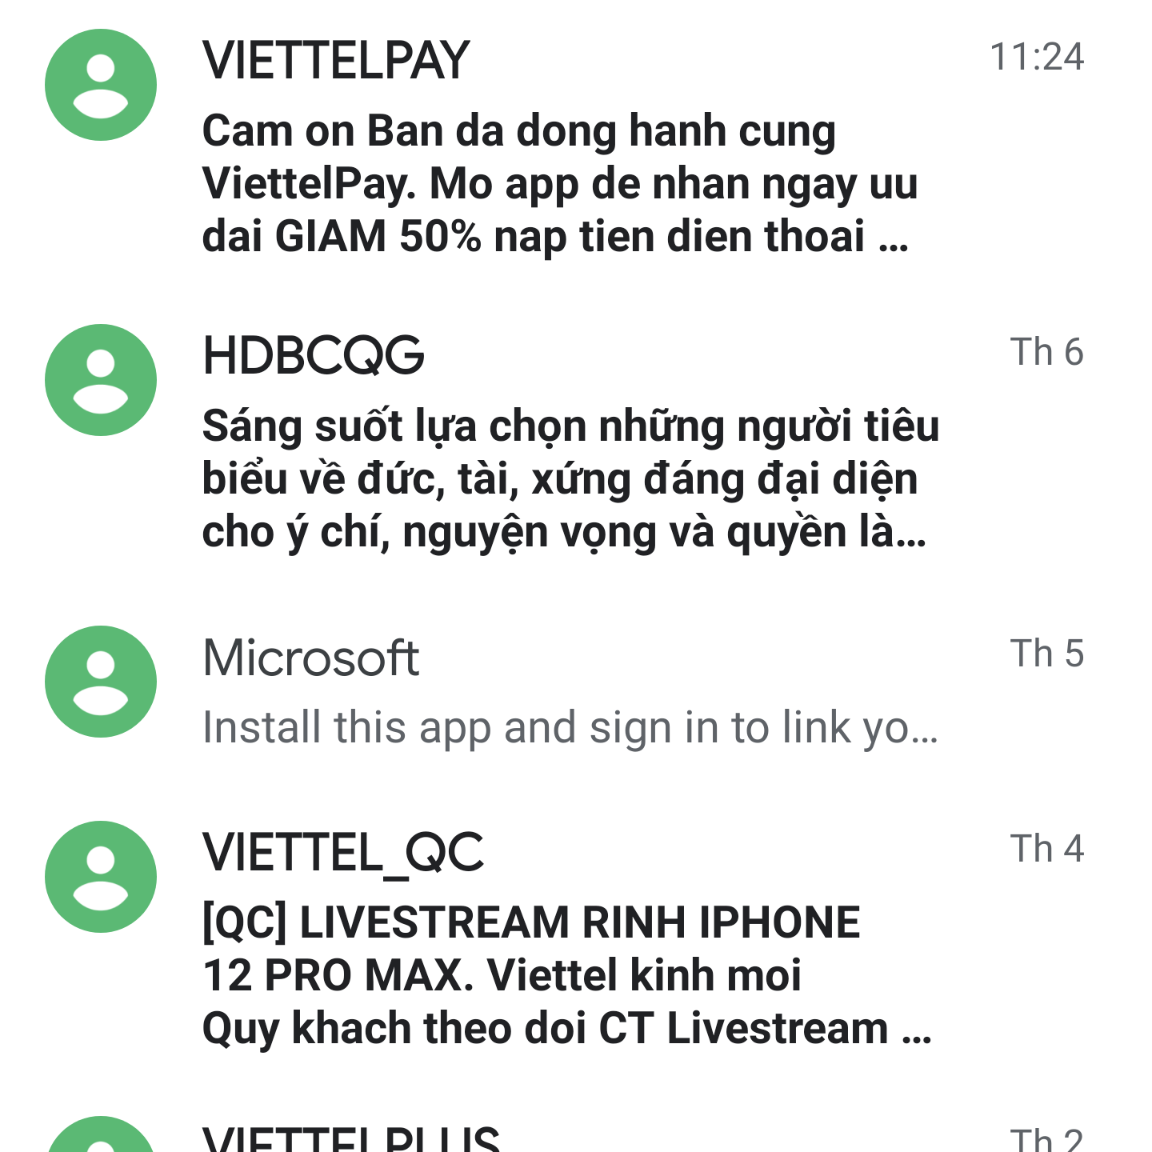 VIETTELPAY 11:24
Cam on Ban da dong hanh cung
ViettelPay. Mo app de nhan ngay uu
dai GIAM 50% nap tien dien thoai ...
HDBCQG Th 6
Sáng suốt lựa chọn những người tiêu
biểu về đức, tài, xứng đáng đại diện
cho ý chí, nguyện vọng và quyền là...
Microsoft Th 5
Install this app and sign in to link yo...
VIETTEL_QC Th 4
[QC] LIVESTREAM RINH IPHONE
12 PRO MAX. Viettel kinh moi
Quy khach theo doi CT Livestream ...
VIETTELPLUS Th 2